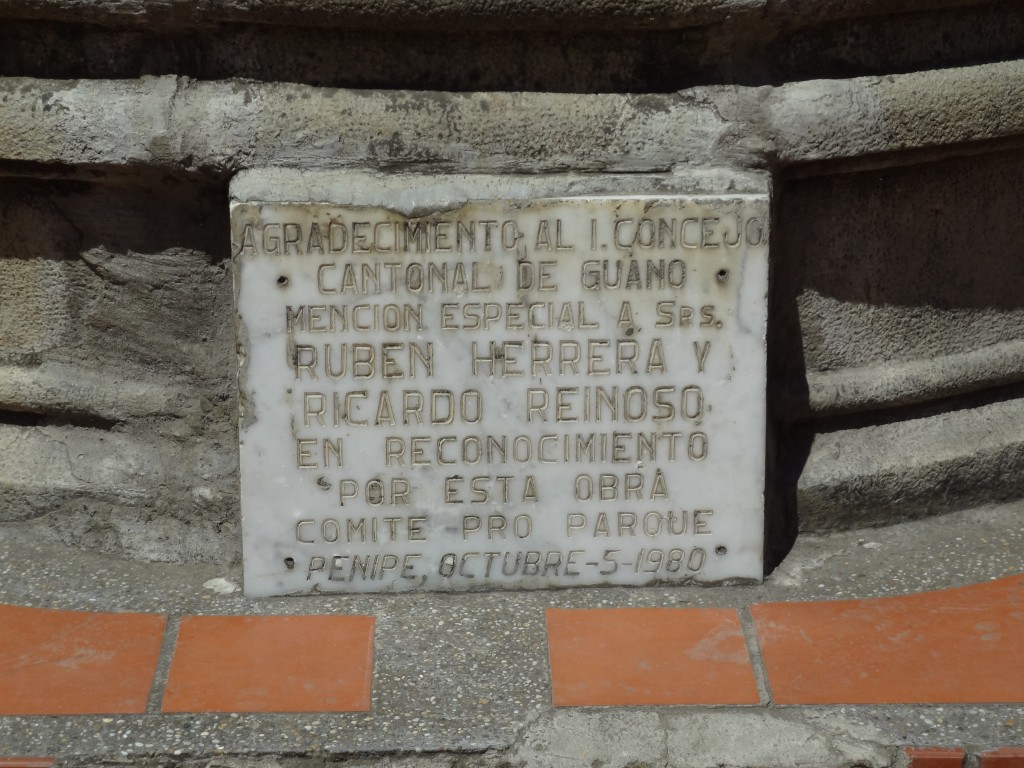 AGRADECIMIENTO AL I. CONCEJO
CANTONAL DE GUANO
MENCION ESPECIAL A SRS.
RUBEN HERRERA Y
RICARDO REINOSO
EN RECONOCIMIENTO
POR ESTA OBRA
COMITE PRO PARQUE
PENIPE, OCTUBRE-5-1980